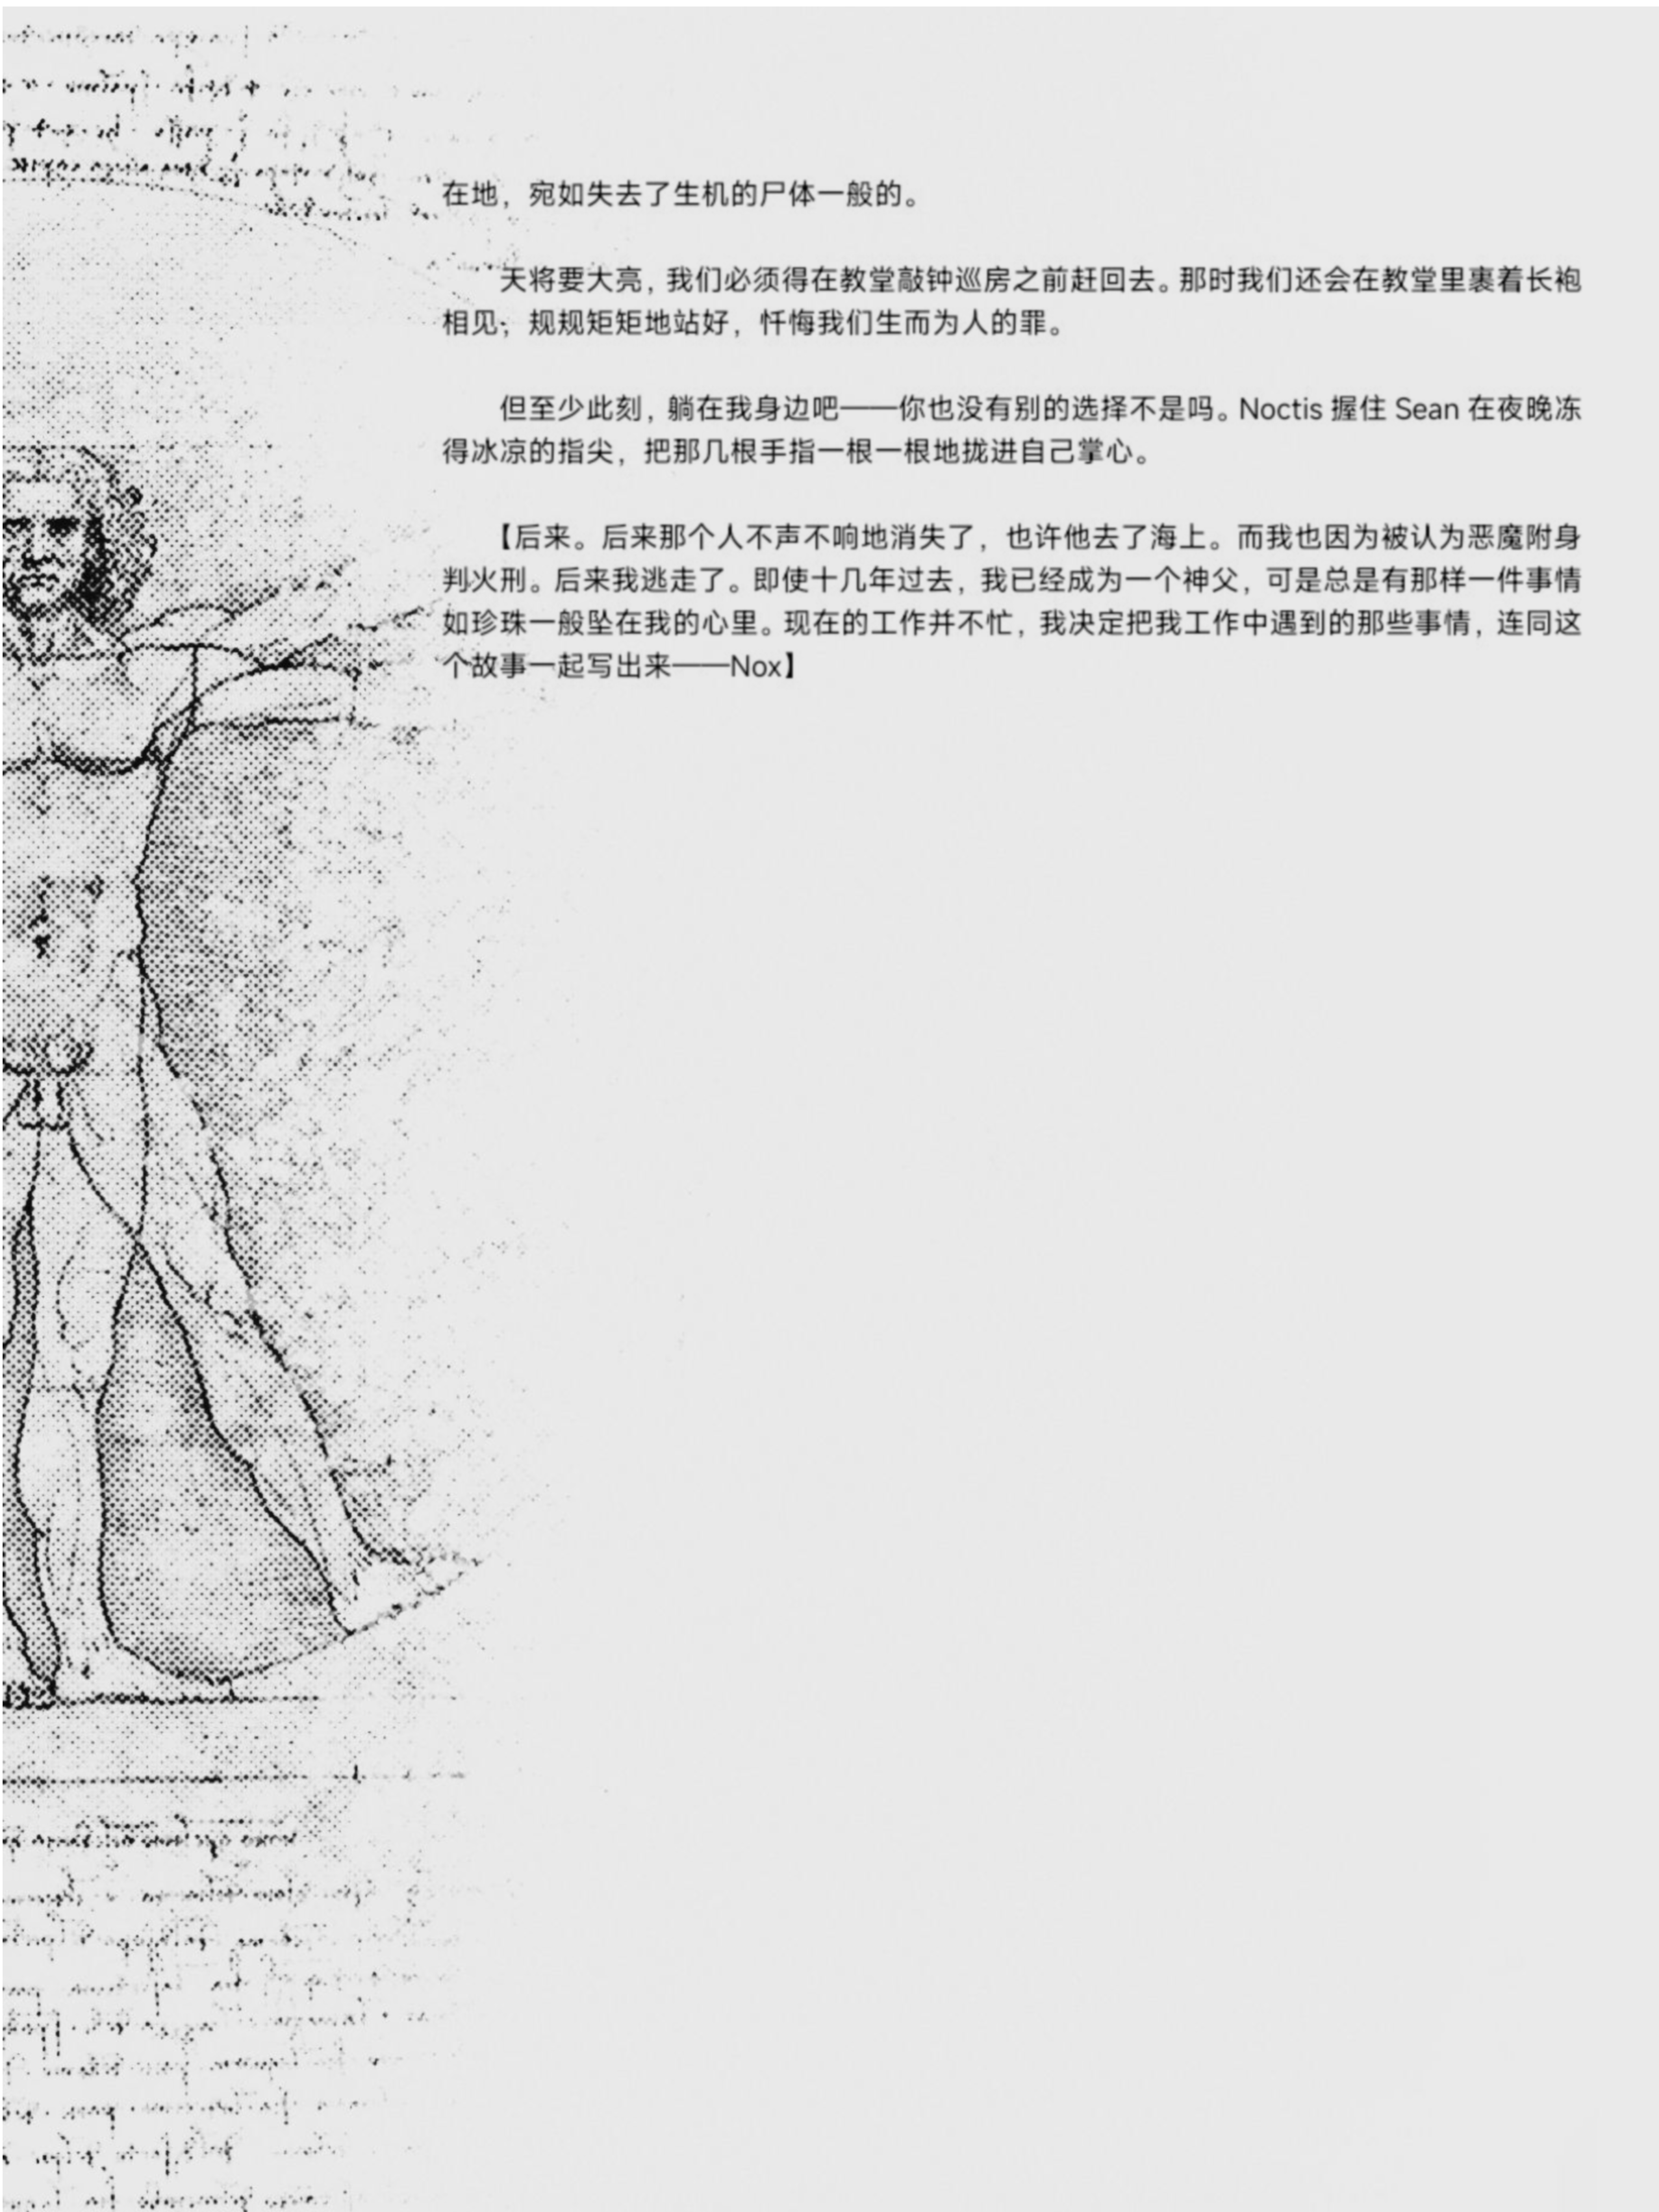 在地，宛如失去了生机的尸体一般的。
天将要大亮，我们必须得在教堂敲钟巡房之前赶回去。那时我们还会在教堂里裹着长袍
相见；规规矩矩地站好，忏悔我们生而为人的罪。
但至少此刻，躺在我身边吧——你也没有别的选择不是吗。Noctis 握住 Sean 在夜晚冻
得冰凉的指尖，把那几根手指一根一根地拢进自己掌心。
【后来。后来那个人不声不响地消失了，也许他去了海上。而我也因为被认为恶魔附身
判火刑。后来我逃走了。即使十几年过去，我已经成为一个神父，可是总是有那样一件事情
如珍珠一般坠在我的心里。现在的工作并不忙，我决定把我工作中遇到的那些事情，连同这
个故事一起写出来——Nox】